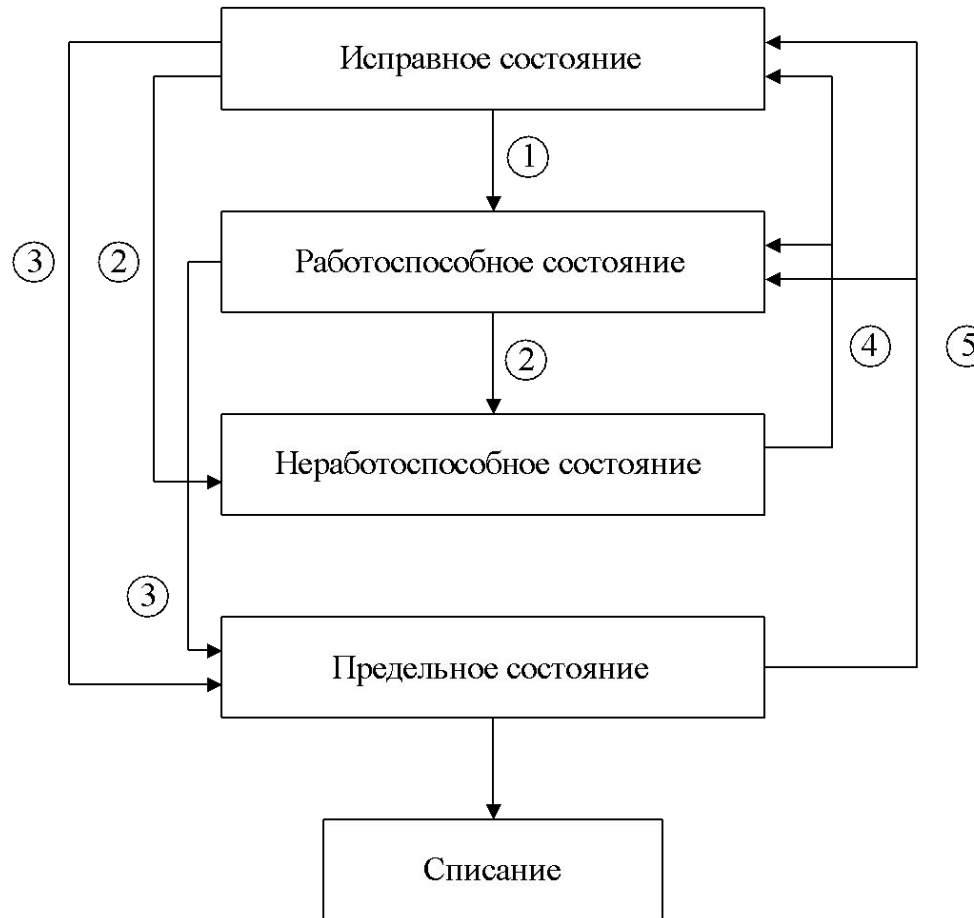 Исправное состояние
1
3
2
Работоспособное состояние
2
4
5
Неработоспособное состояние
3
Предельное состояние
Списание